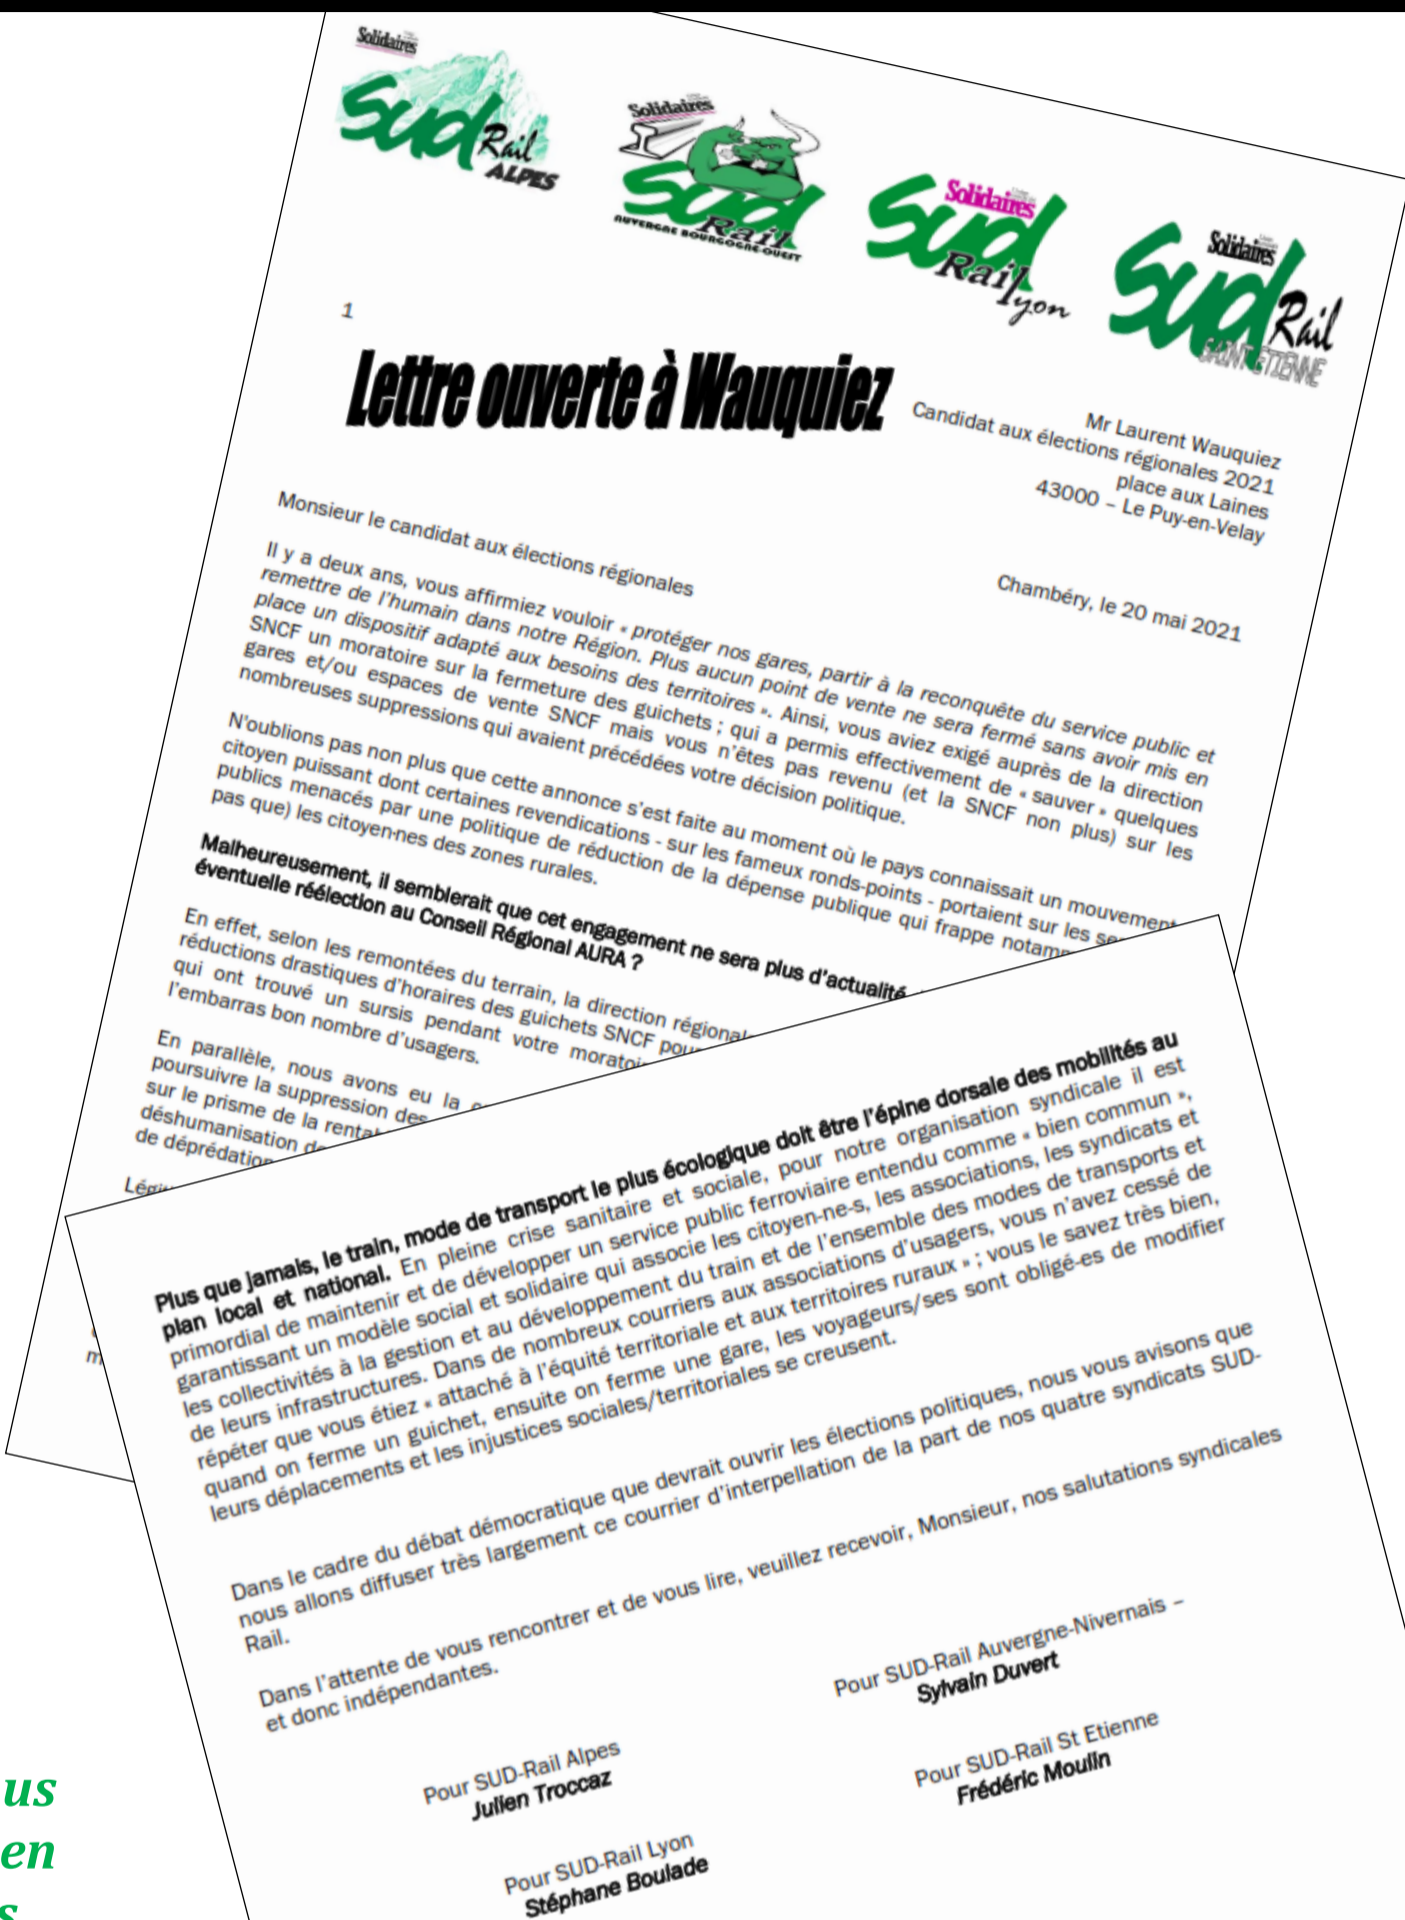 Solidaires
Sud Rail
ALPES
Solidaires
Sud Rail
AUVERGNE BOURGOGNE-OUEST
Solidaires
Sud Rail Lyon
Solidaires
Sud Rail
SAINT-ETIENNE
1
Lettre ouverte à Wauquiez
Mr Laurent Wauquiez
Candidat aux élections régionales 2021
place aux Laines
43000 – Le Puy-en-Velay
Chambéry, le 20 mai 2021
Monsieur le candidat aux élections régionales
Il y a deux ans, vous affirmiez vouloir « protéger nos gares, partir à la reconquête du service public et
remettre de l'humain dans notre Région. Plus aucun point de vente ne sera fermé sans avoir mis en
place un dispositif adapté aux besoins des territoires ». Ainsi, vous aviez exigé auprès de la direction
SNCF un moratoire sur la fermeture des guichets ; qui a permis effectivement de « sauver » quelques
gares et/ou espaces de vente SNCF mais vous n'êtes pas revenu (et la SNCF non plus) sur les
nombreuses suppressions qui avaient précédées votre décision politique.
N'oublions pas non plus que cette annonce s'est faite au moment où le pays connaissait un mouvement
citoyen puissant dont certaines revendications - sur les fameux ronds-points - portaient sur les
publics menacés par une politique de réduction de la dépense publique qui frappe
pas que) les citoyen·nes des zones rurales.
Malheureusement, il semblerait que cet engagement ne sera plus d'actualité
éventuelle réélection au Conseil Régional AURA ?
En effet, selon les remontées du terrain, la direction
réductions drastiques d'horaires des guichets SNCF
qui ont trouvé un sursis pendant votre
l'embarras bon nombre d'usagers.
En parallèle, nous avons eu la
poursuivre la suppression des
sur le prisme de la
déshumanisation
de
Plus que jamais, le train, mode de transport le plus écologique doit être l'épine dorsale des mobilités au
plan local et national. En pleine crise sanitaire et sociale, pour notre organisation syndicale il est
primordial de maintenir et de développer un service public ferroviaire entendu comme « bien commun »,
garantissant un modèle social et solidaire qui associe les citoyen-ne-s, les associations, les syndicats et
les collectivités à la gestion et au développement du train et de l'ensemble des modes de transports et
de leurs infrastructures. Dans de nombreux courriers aux associations d'usagers, vous n'avez cessé de
répéter que vous étiez « attaché à l'équité territoriale et aux territoires ruraux » ; vous le savez très bien,
quand on ferme un guichet, ensuite on ferme une gare, les voyageurs/ses sont obligé-es de modifier
leurs déplacements et les injustices sociales/territoriales se creusent.
Dans le cadre du débat démocratique que devrait ouvrir les élections politiques, nous vous avisons que
nous allons diffuser très largement ce courrier d'interpellation de la part de nos quatre syndicats SUD-
Rail.
Dans l'attente de vous rencontrer et de vous lire, veuillez recevoir, Monsieur, nos salutations syndicales
et donc indépendantes.
Pour SUD-Rail Auvergne-Nivernais –
Sylvain Duvert
Pour SUD-Rail Alpes
Julien Troccaz
Pour SUD-Rail St Etienne
Frédéric Moulin
Pour SUD-Rail Lyon
Stéphane Boulade
us
en
s